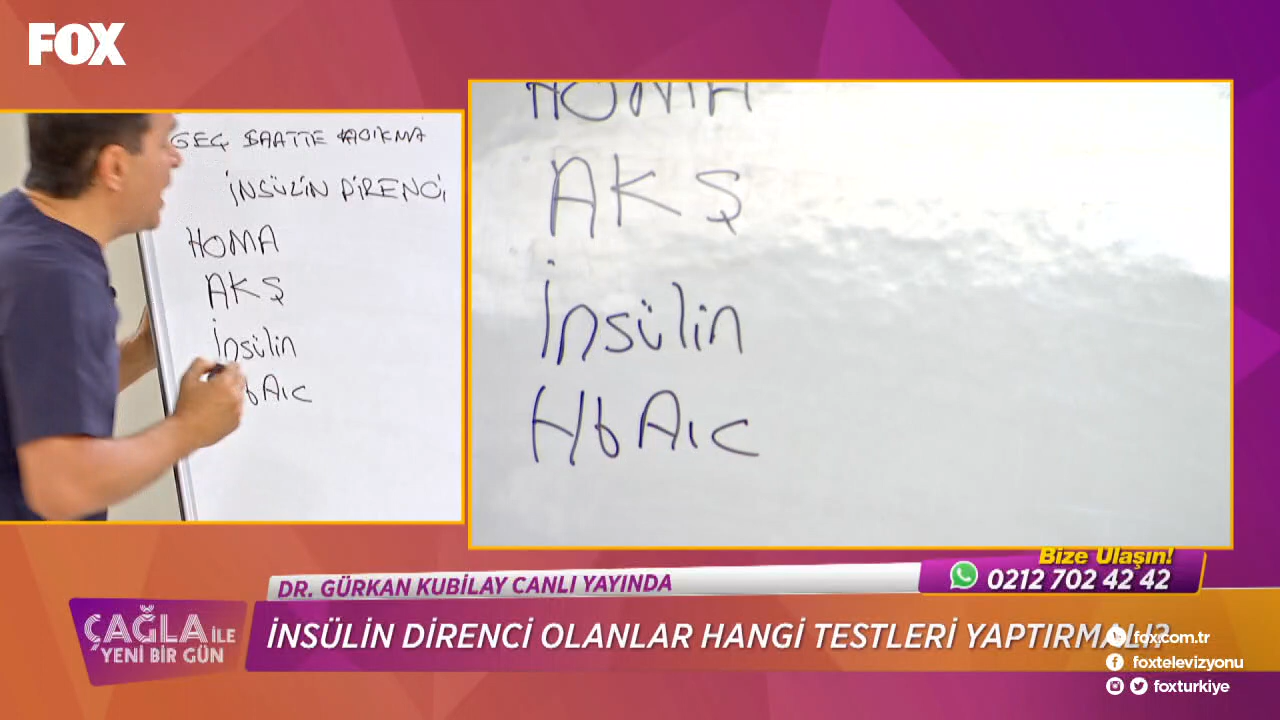 FOX
GEÇ SAATTE ACIKMA
İNSÜLİN DİRENCİ
HOMA
AKŞ
İnsülin
HbA1c
HOMA
AKŞ
İnsülin
HbA1c
Bize Ulaşın!
0212 702 42 42
DR. GÜRKAN KUBİLAY CANLI YAYINDA
ÇAĞLA İLE
YENİ BİR GÜN
İNSÜLİN DİRENCİ OLANLAR HANGİ TESTLERİ YAPTIRMALI?
fox.com.tr
foxtelevizyonu
foxturkiye